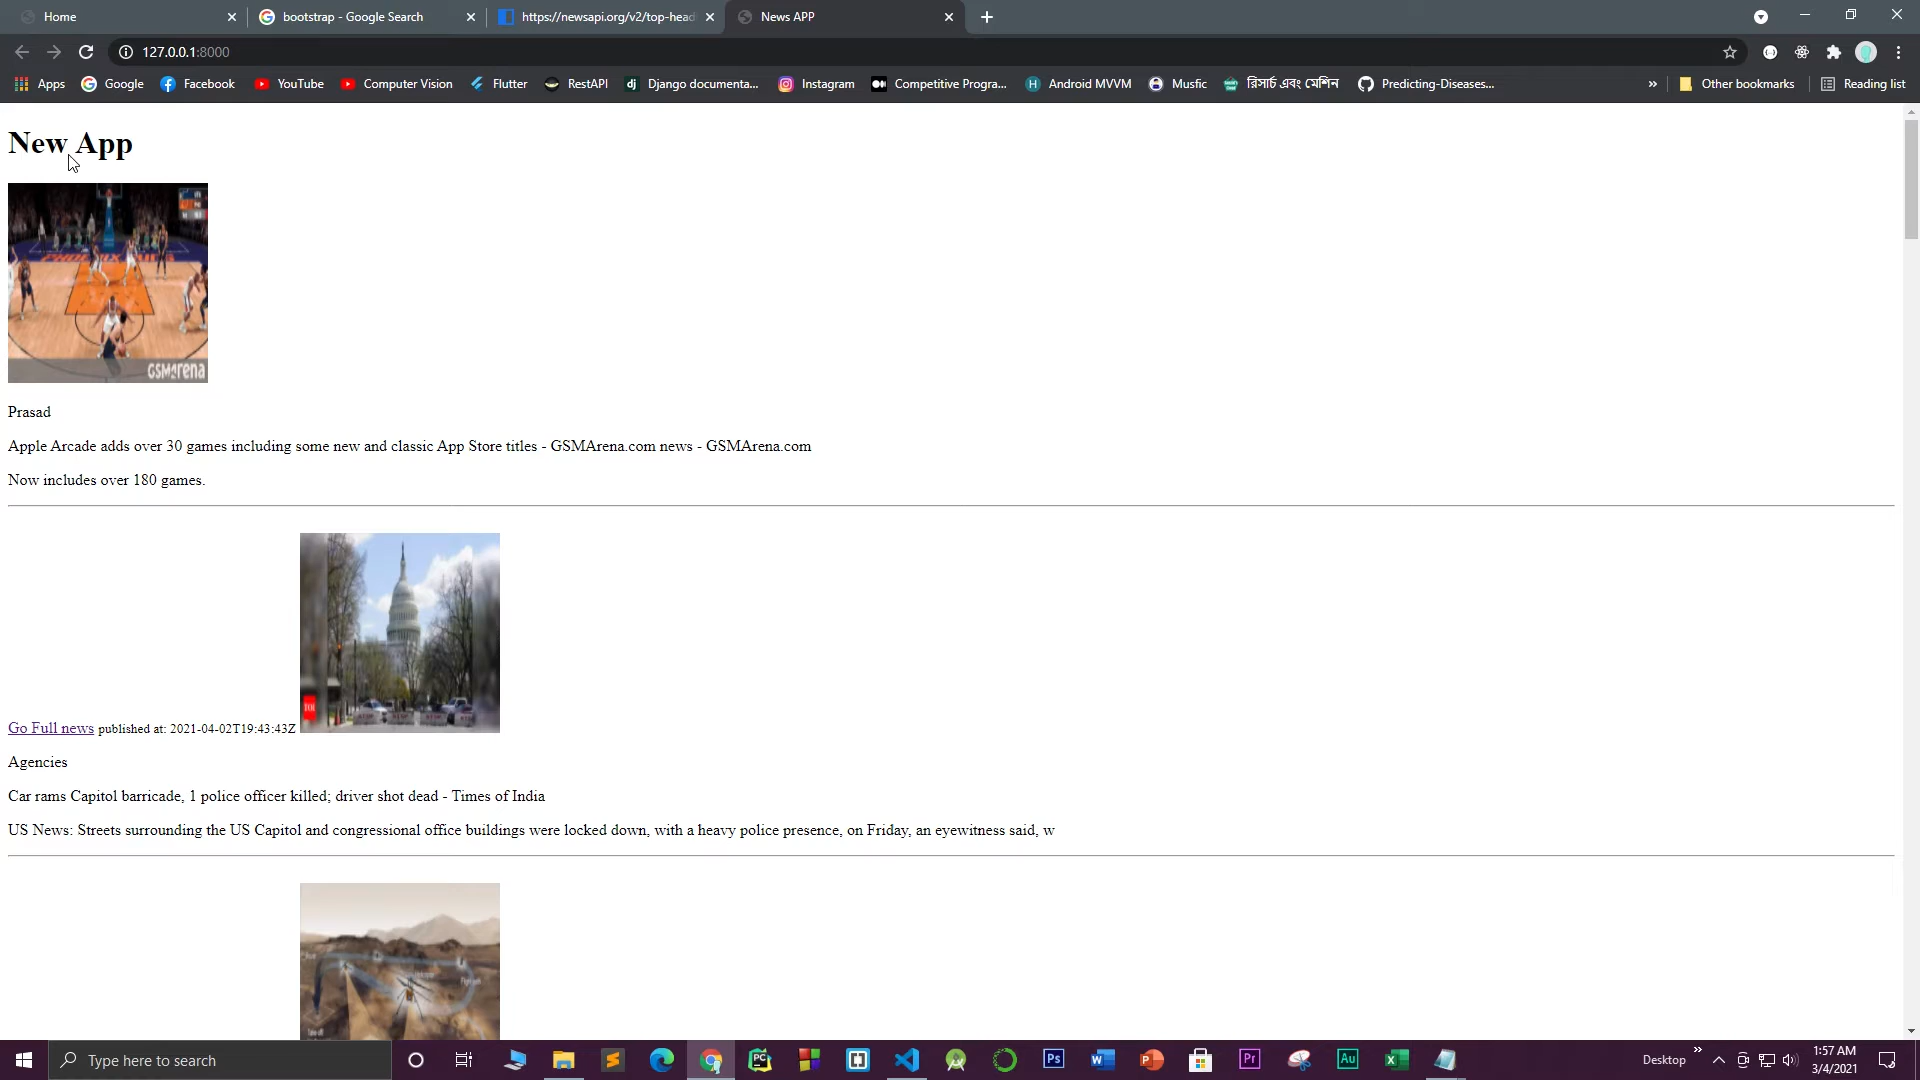 Home
bootstrap - Google Search
https://newsapi.org/v2/top-head
News APP
127.0.0.1:8000
Apps
Google
Facebook
YouTube
Computer Vision
Flutter
RestAPI
dj
Django documenta...
Instagram
Competitive Progra...
H
Android MVVM
Musfic
রিসার্চ এবং মেশিন
Predicting-Diseases...
»
Other bookmarks
Reading list
New App
GSMArena
Prasad
Apple Arcade adds over 30 games including some new and classic App Store titles - GSMArena.com news - GSMArena.com
Now includes over 180 games.
TOI
Go Full news published at: 2021-04-02T19:43:43Z
Agencies
Car rams Capitol barricade, 1 police officer killed; driver shot dead - Times of India
US News: Streets surrounding the US Capitol and congressional office buildings were locked down, with a heavy police presence, on Friday, an eyewitness said, w
Type here to search
PC
Ps
Pr
Au
Desktop
»
1:57 AM
3/4/2021